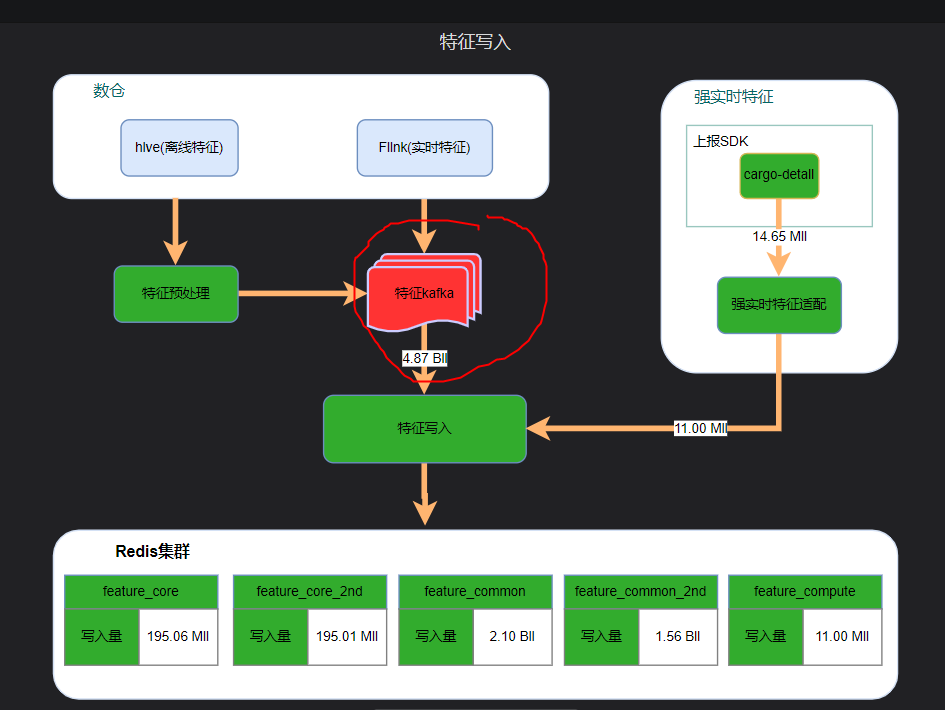 特征写入
数仓
hive(离线特征)
Flink(实时特征)
强实时特征
上报SDK
cargo-detail
14.65 Mil
特征预处理
特征kafka
强实时特征适配
4.87 Bil
特征写入
11.00 Mil
Redis集群
feature_core
写入量
195.06 Mil
feature_core_2nd
写入量
195.01 Mil
feature_common
写入量
2.10 Bil
feature_common_2nd
写入量
1.56 Bil
feature_compute
写入量
11.00 Mil